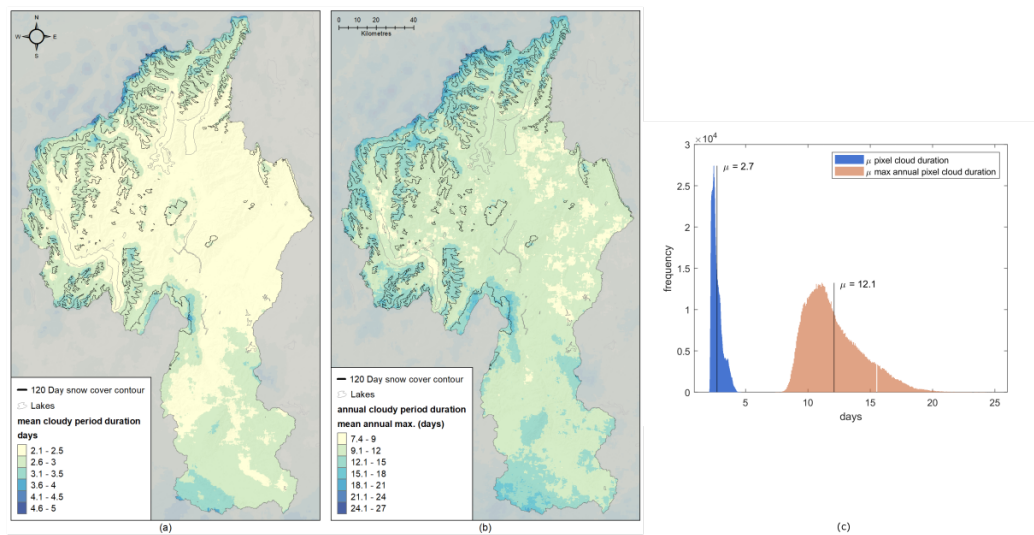 N
W E
S
120 Day snow cover contour
Lakes
mean cloudy period duration
days
2.1 - 2.5
2.6 - 3
3.1 - 3.5
3.6 - 4
4.1 - 4.5
4.6 - 5
(a)
0 10 20 40
Kilometres
120 Day snow cover contour
Lakes
annual cloudy period duration
mean annual max. (days)
7.4 - 9
9.1 - 12
12.1 - 15
15.1 - 18
18.1 - 21
21.1 - 24
24.1 - 27
(b)
×10⁴
3
2.5
2
1.5
1
0.5
0
frequency
μ = 2.7
μ = 12.1
μ pixel cloud duration
μ max annual pixel cloud duration
5 10 15 20 25
days
(c)